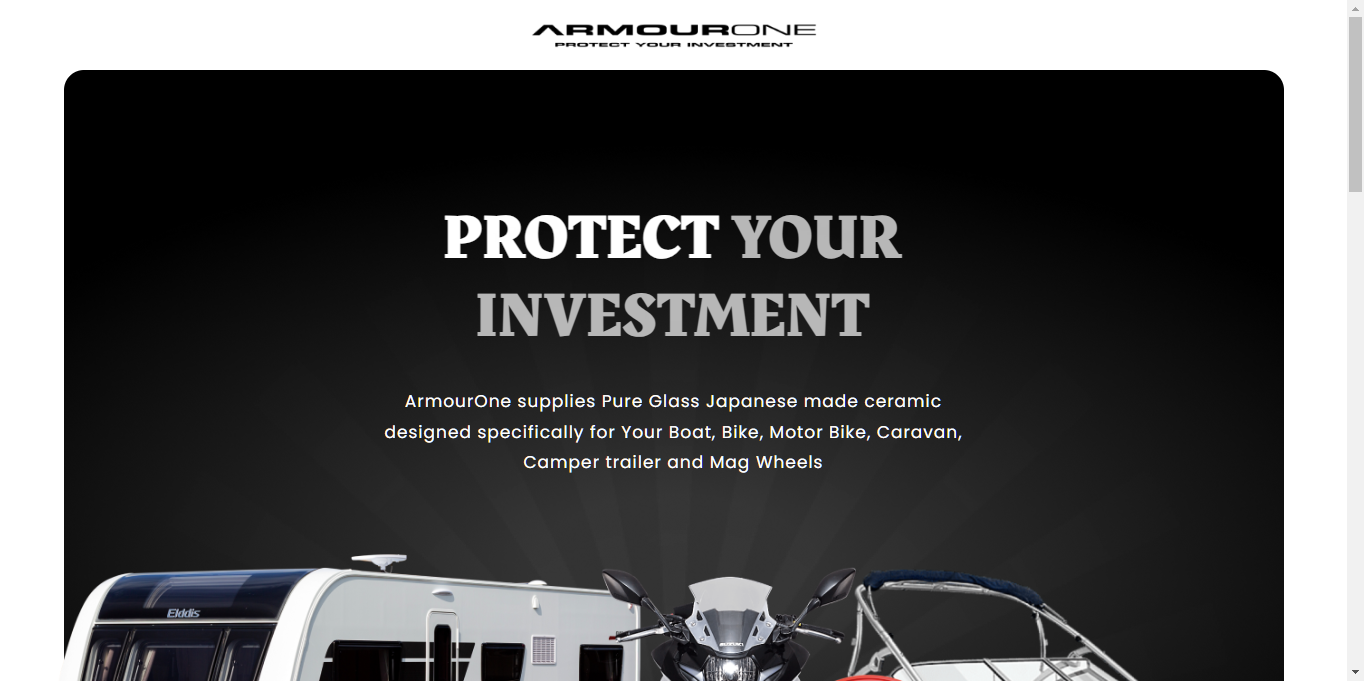 ARMOURONE
PROTECT YOUR INVESTMENT
PROTECT YOUR
INVESTMENT
ArmourOne supplies Pure Glass Japanese made ceramic
designed specifically for Your Boat, Bike, Motor Bike, Caravan,
Camper trailer and Mag Wheels
Elddis
SUZUKI